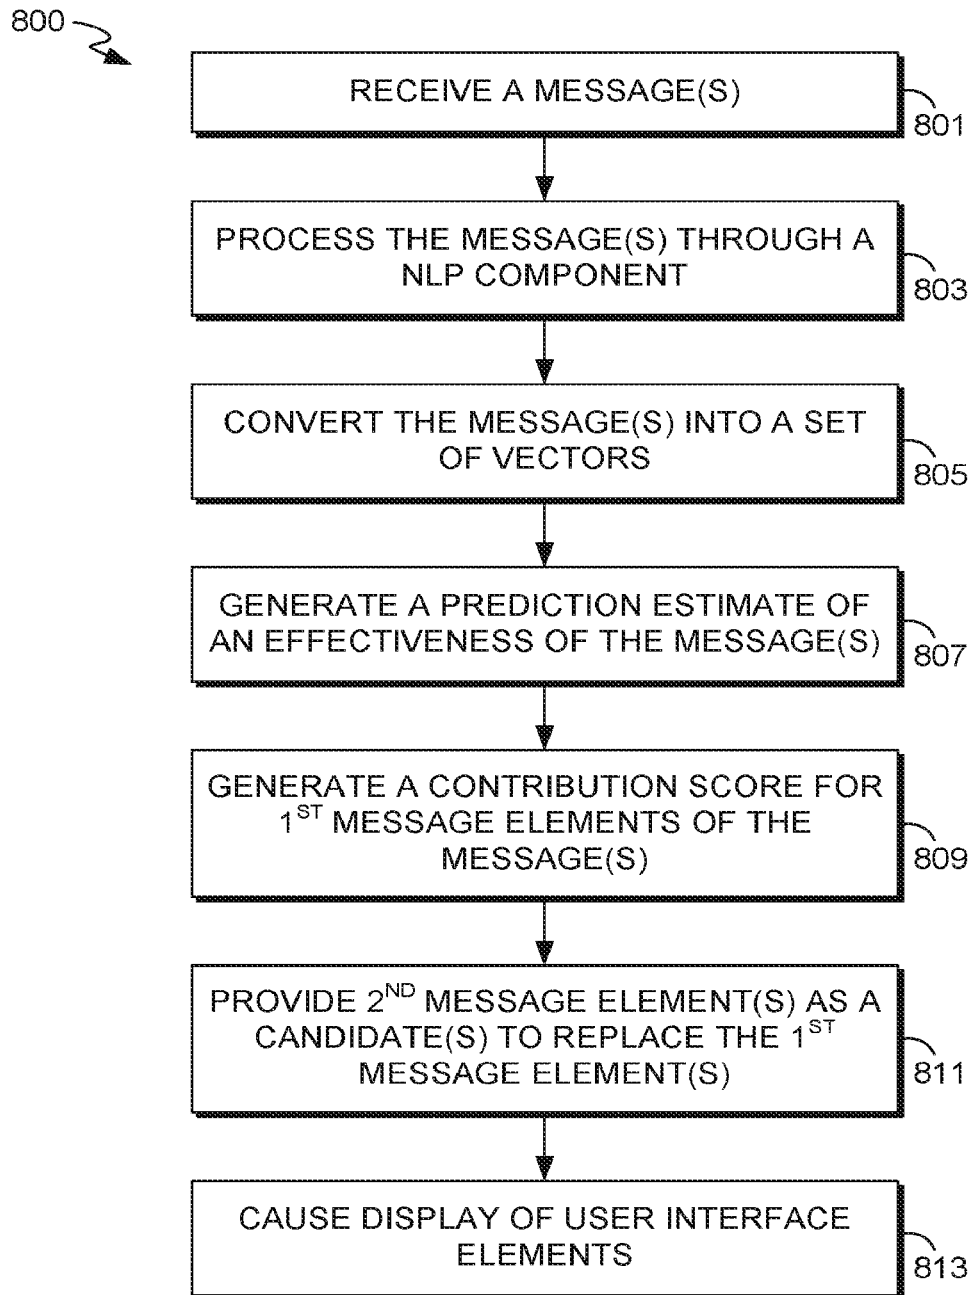 800
RECEIVE A MESSAGE(S)
801
PROCESS THE MESSAGE(S) THROUGH A
NLP COMPONENT
803
CONVERT THE MESSAGE(S) INTO A SET
OF VECTORS
805
GENERATE A PREDICTION ESTIMATE OF
AN EFFECTIVENESS OF THE MESSAGE(S)
807
GENERATE A CONTRIBUTION SCORE FOR
1ST MESSAGE ELEMENTS OF THE
MESSAGE(S)
809
PROVIDE 2ND MESSAGE ELEMENT(S) AS A
CANDIDATE(S) TO REPLACE THE 1ST
MESSAGE ELEMENT(S)
811
CAUSE DISPLAY OF USER INTERFACE
ELEMENTS
813